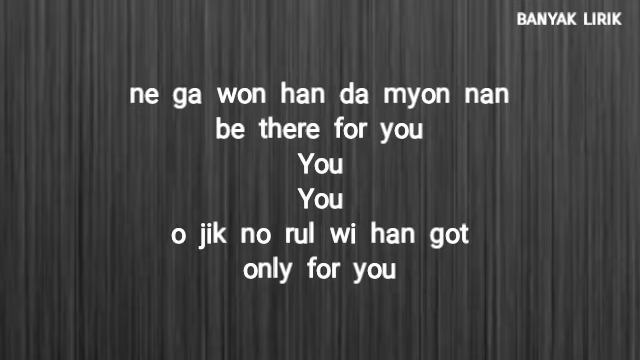 BANYAK LIRIK
ne ga won han da myon nan
be there for you
You
You
o jik no rul wi han got
only for you